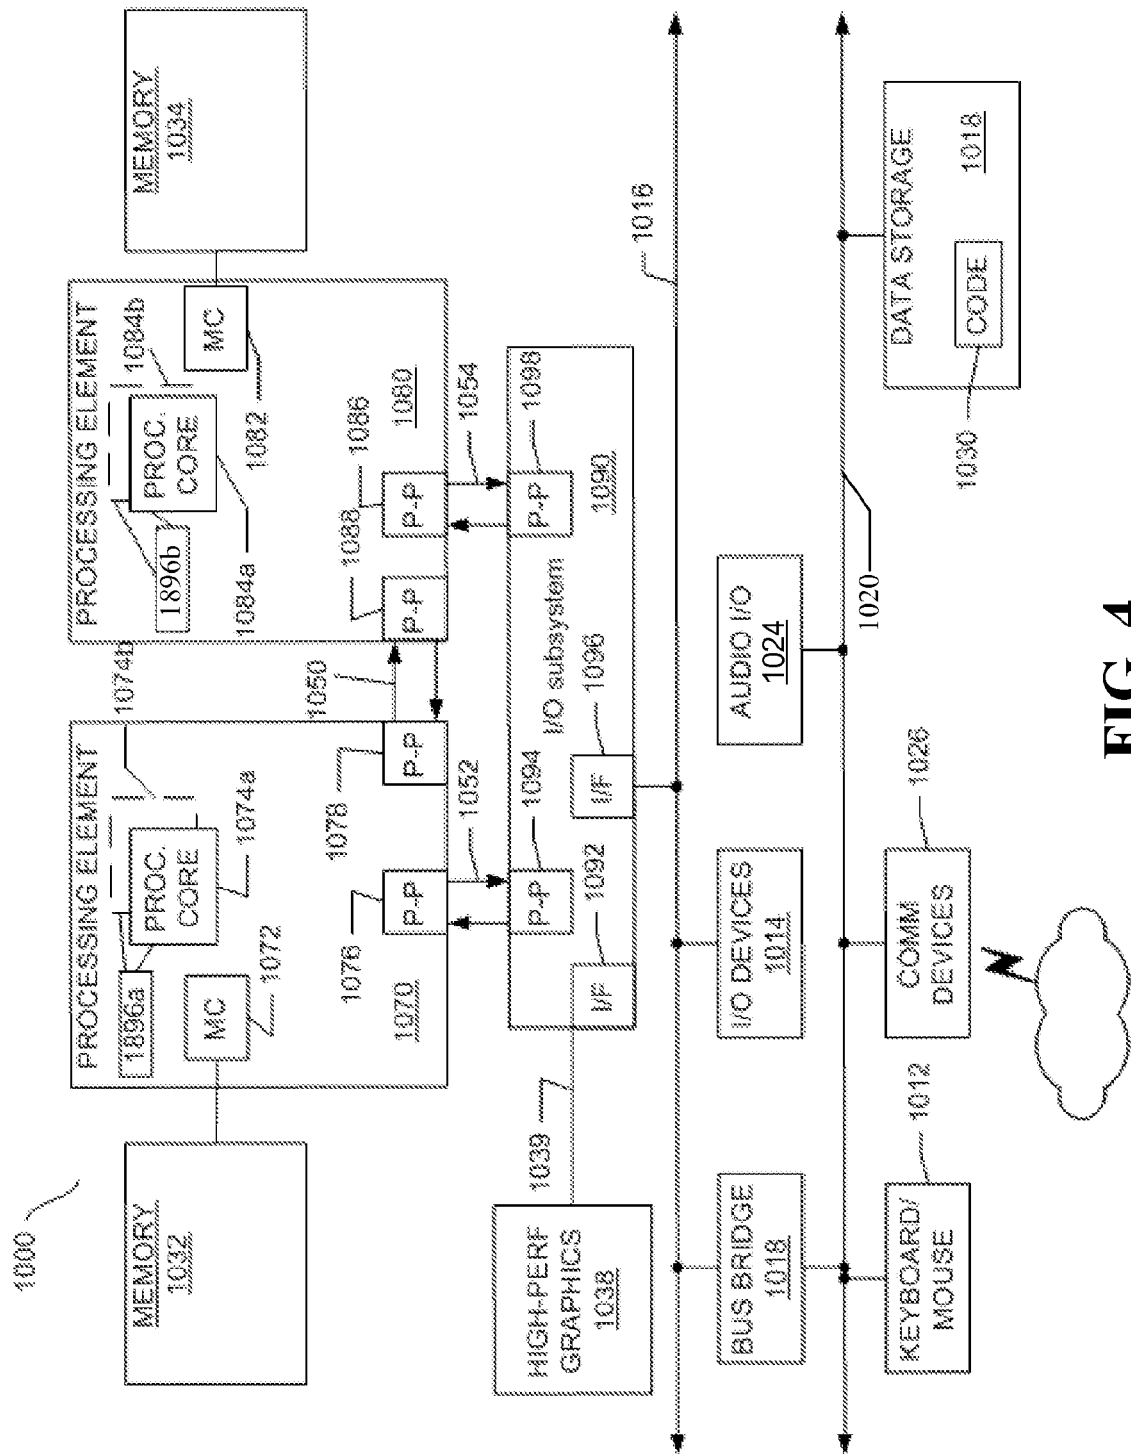 1000
MEMORY
1032
PROCESSING ELEMENT
1896a
PROC.
CORE
1074b
1074a
MC
1072
1076
1078
P-P
P-P
1070
1050
PROCESSING ELEMENT
1896b
PROC.
CORE
1084b
1084a
MC
1082
1088
1086
P-P
P-P
1080
MEMORY
1034
1052
1054
HIGH-PERF
GRAPHICS
1038
1039
I/F
1092
P-P
1094
I/O subsystem
I/F
1096
P-P
1098
1090
1016
BUS BRIDGE
1018
I/O DEVICES
1014
AUDIO I/O
1024
1020
KEYBOARD/
MOUSE
1012
COMM
DEVICES
1026
DATA STORAGE
1018
CODE
1030
FIG. 4